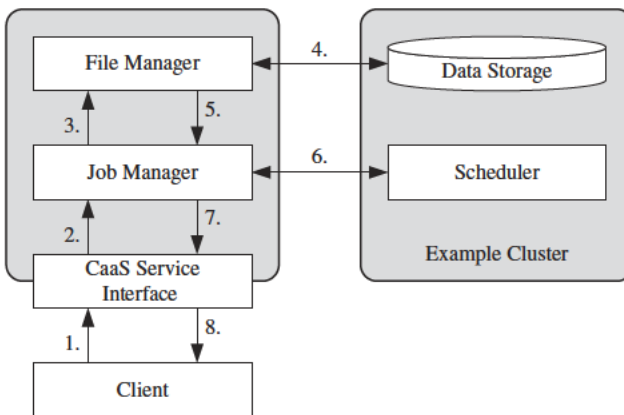 File Manager
4.
Data Storage
3.
5.
Job Manager
6.
Scheduler
2.
7.
CaaS Service
Interface
Example Cluster
1.
8.
Client